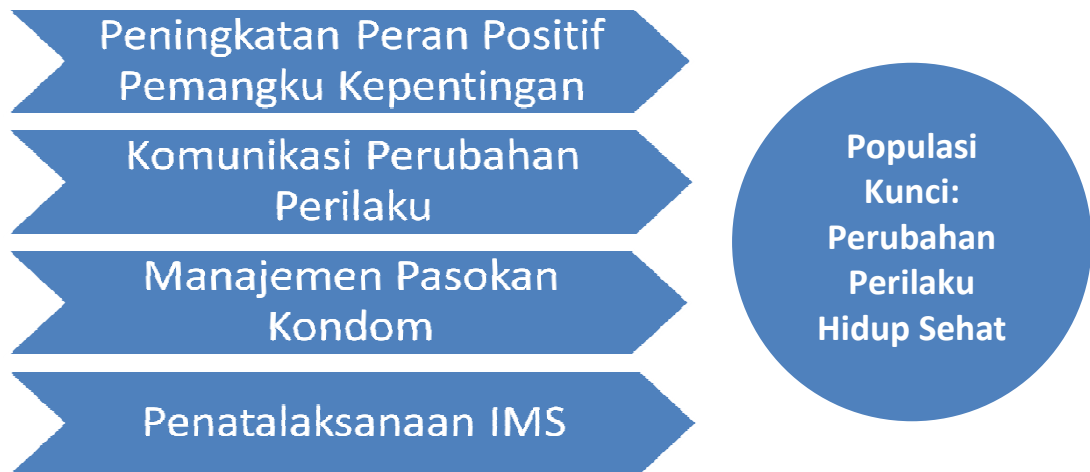 Peningkatan Peran Positif
Pemangku Kepentingan
Komunikasi Perubahan
Perilaku
Manajemen Pasokan
Kondom
Penatalaksanaan IMS
Populasi
Kunci:
Perubahan
Perilaku
Hidup Sehat